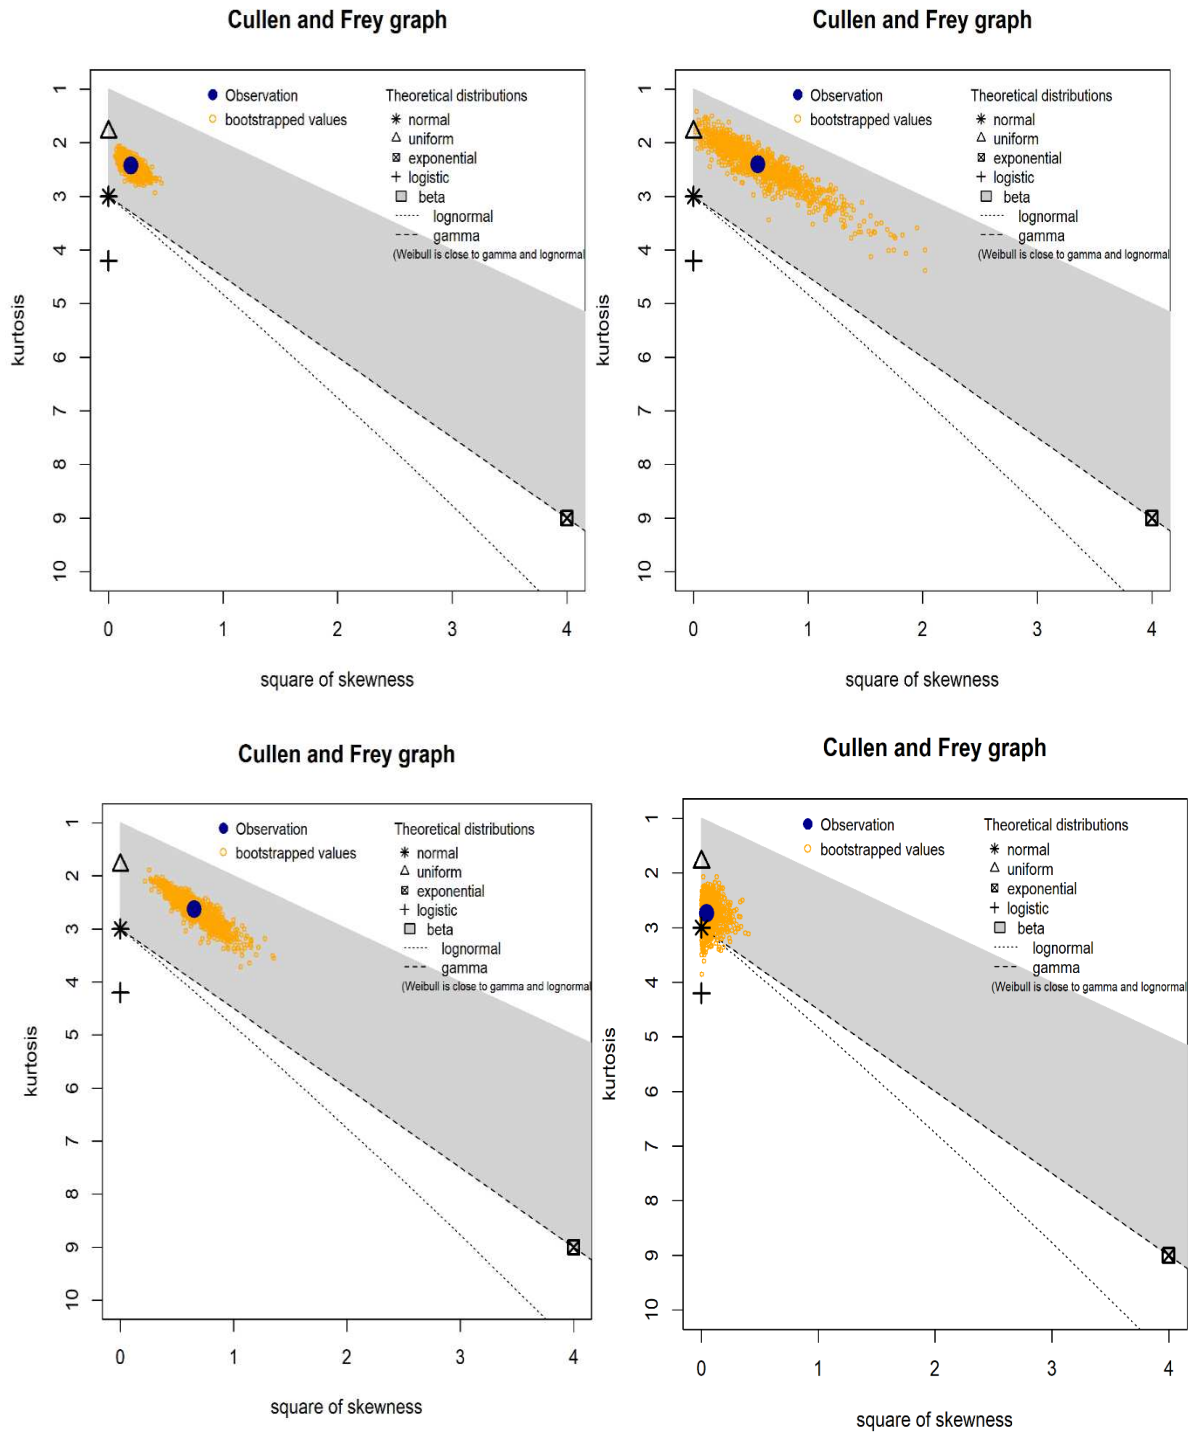 Cullen and Frey graph
Observation
bootstrapped values
Theoretical distributions
normal
uniform
exponential
logistic
beta
lognormal
gamma
(Weibull is close to gamma and lognormal
kurtosis
1
2
3
4
5
6
7
8
9
10
0 1 2 3 4
square of skewness
Cullen and Frey graph
Observation
bootstrapped values
Theoretical distributions
normal
uniform
exponential
logistic
beta
lognormal
gamma
(Weibull is close to gamma and lognormal
kurtosis
1
2
3
4
5
6
7
8
9
10
0 1 2 3 4
square of skewness
Cullen and Frey graph
Observation
bootstrapped values
Theoretical distributions
normal
uniform
exponential
logistic
beta
lognormal
gamma
(Weibull is close to gamma and lognormal
kurtosis
1
2
3
4
5
6
7
8
9
10
0 1 2 3 4
square of skewness
Cullen and Frey graph
Observation
bootstrapped values
Theoretical distributions
normal
uniform
exponential
logistic
beta
lognormal
gamma
(Weibull is close to gamma and lognormal
kurtosis
1
2
3
4
5
6
7
8
9
10
0 1 2 3 4
square of skewness